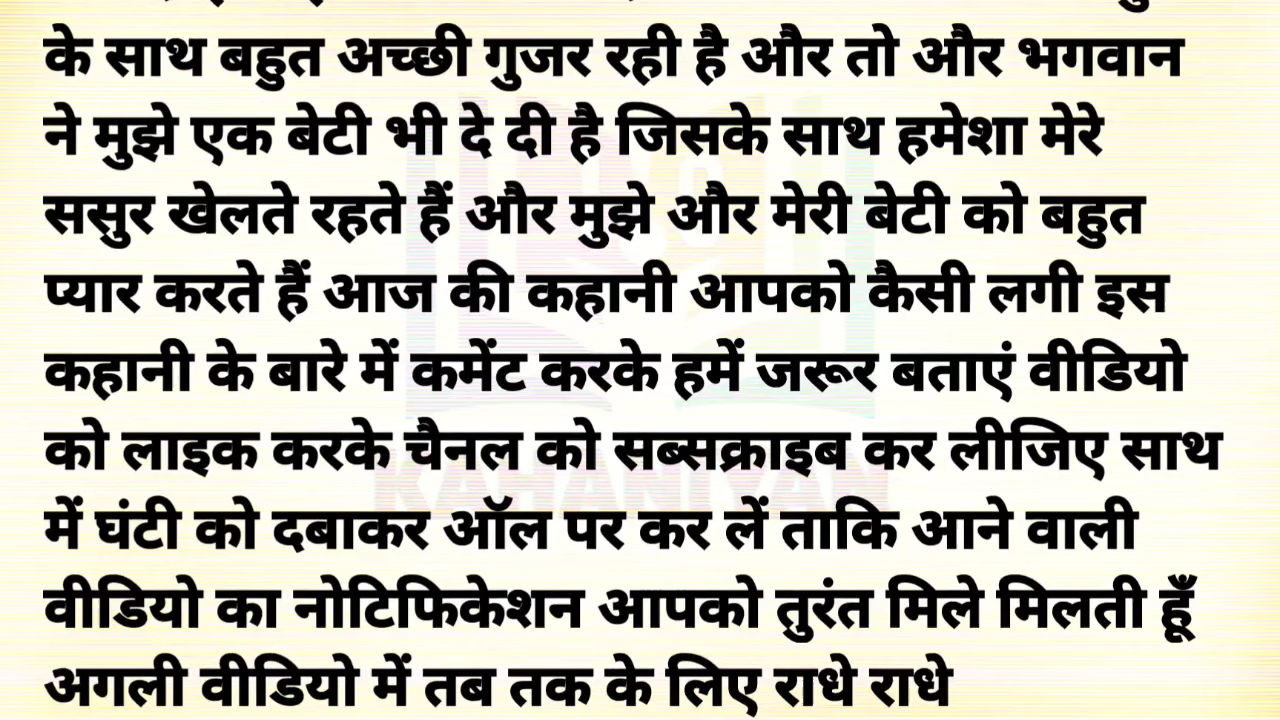 के साथ बहुत अच्छी गुजर रही है और तो और भगवान
ने मुझे एक बेटी भी दे दी है जिसके साथ हमेशा मेरे
ससुर खेलते रहते हैं और मुझे और मेरी बेटी को बहुत
प्यार करते हैं आज की कहानी आपको कैसी लगी इस
कहानी के बारे में कमेंट करके हमें जरूर बताएं वीडियो
को लाइक करके चैनल को सब्सक्राइब कर लीजिए साथ
KAHANIYAN
में घंटी को दबाकर ऑल पर कर लें ताकि आने वाली
वीडियो का नोटिफिकेशन आपको तुरंत मिले मिलती हूँ
अगली वीडियो में तब तक के लिए राधे राधे